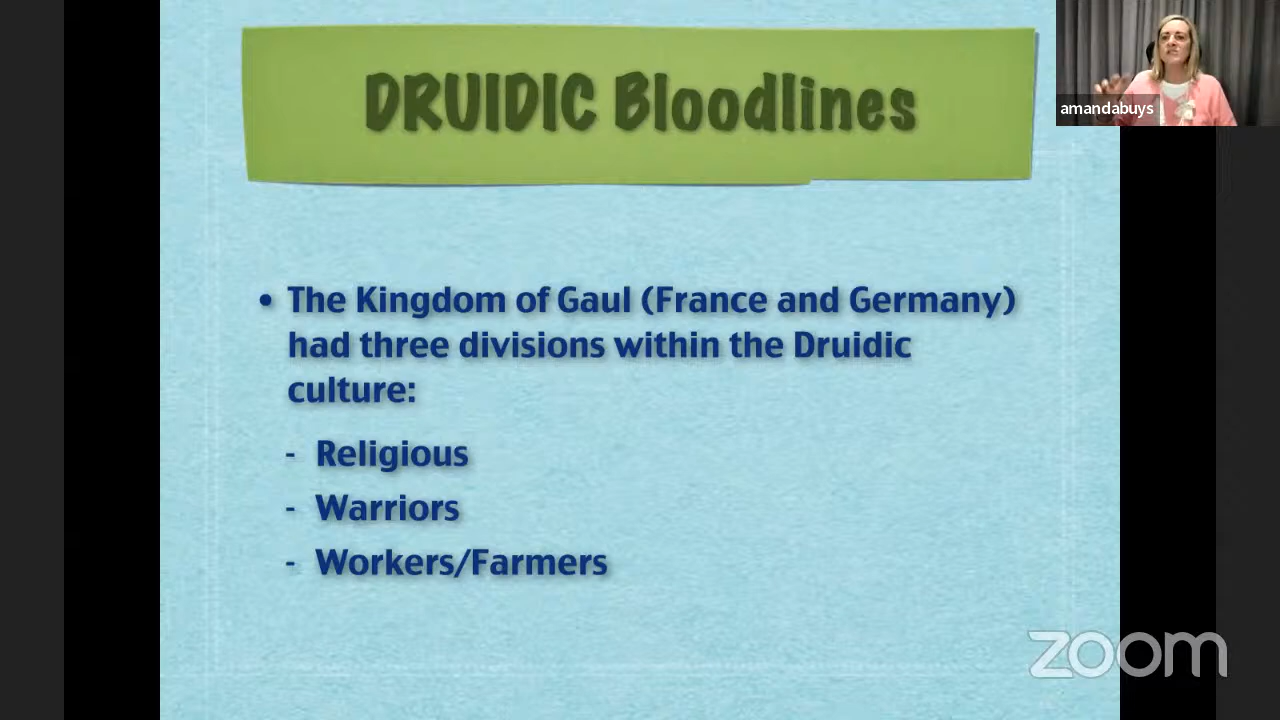 DRUIDIC Bloodlines
amandabuys
• The Kingdom of Gaul (France and Germany)
had three divisions within the Druidic
culture:
- Religious
- Warriors
- Workers/Farmers
zoom